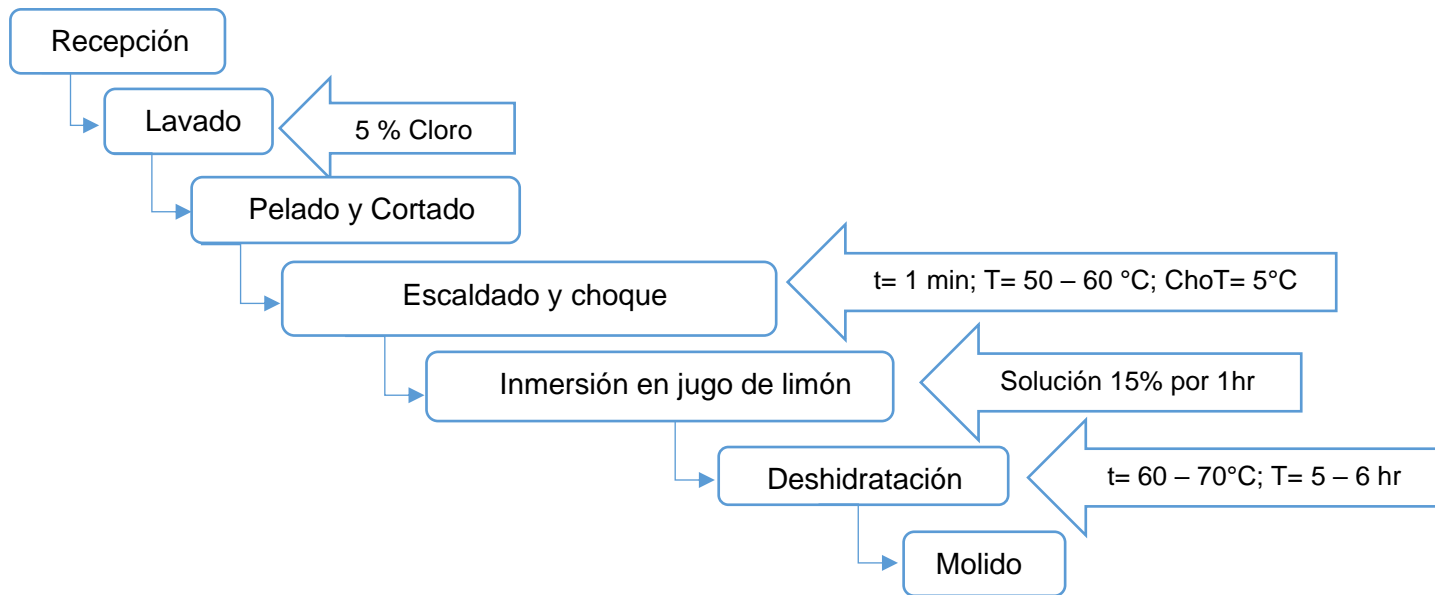 Recepción
Lavado
5 % Cloro
Pelado y Cortado
Escaldado y choque
t= 1 min; T= 50 – 60 °C; ChoT= 5°C
Inmersión en jugo de limón
Solución 15% por 1hr
Deshidratación
t= 60 – 70°C; T= 5 – 6 hr
Molido